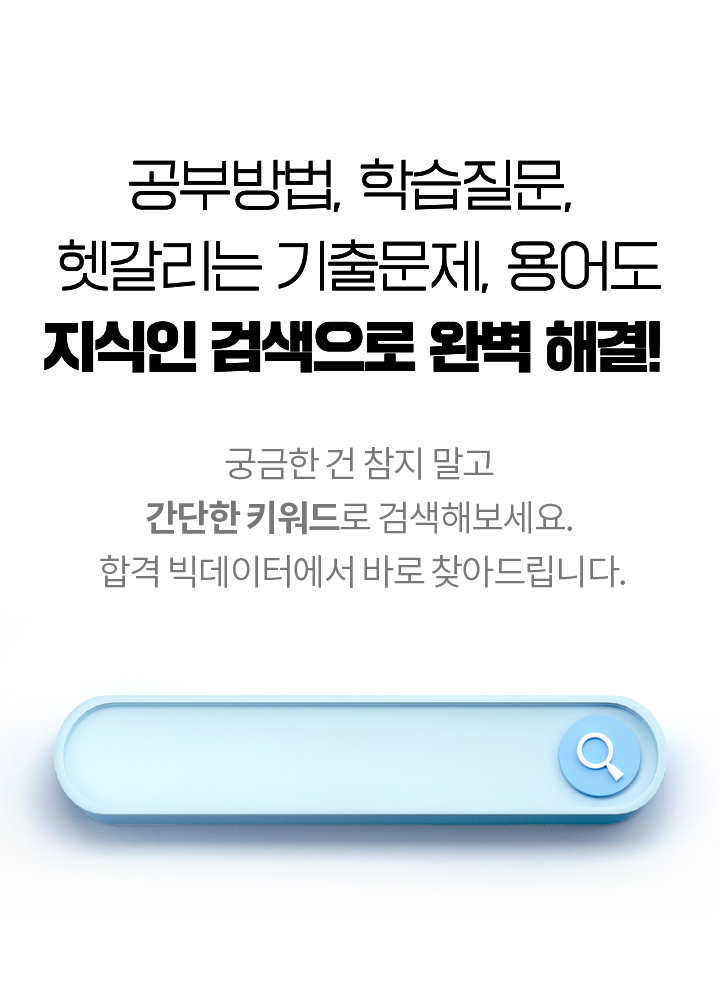 공부방법, 학습질문,
헷갈리는 기출문제, 용어도
지식인 검색으로 완벽 해결!
궁금한 건 참지 말고
간단한 키워드로 검색해보세요.
합격 빅데이터에서 바로 찾아드립니다.